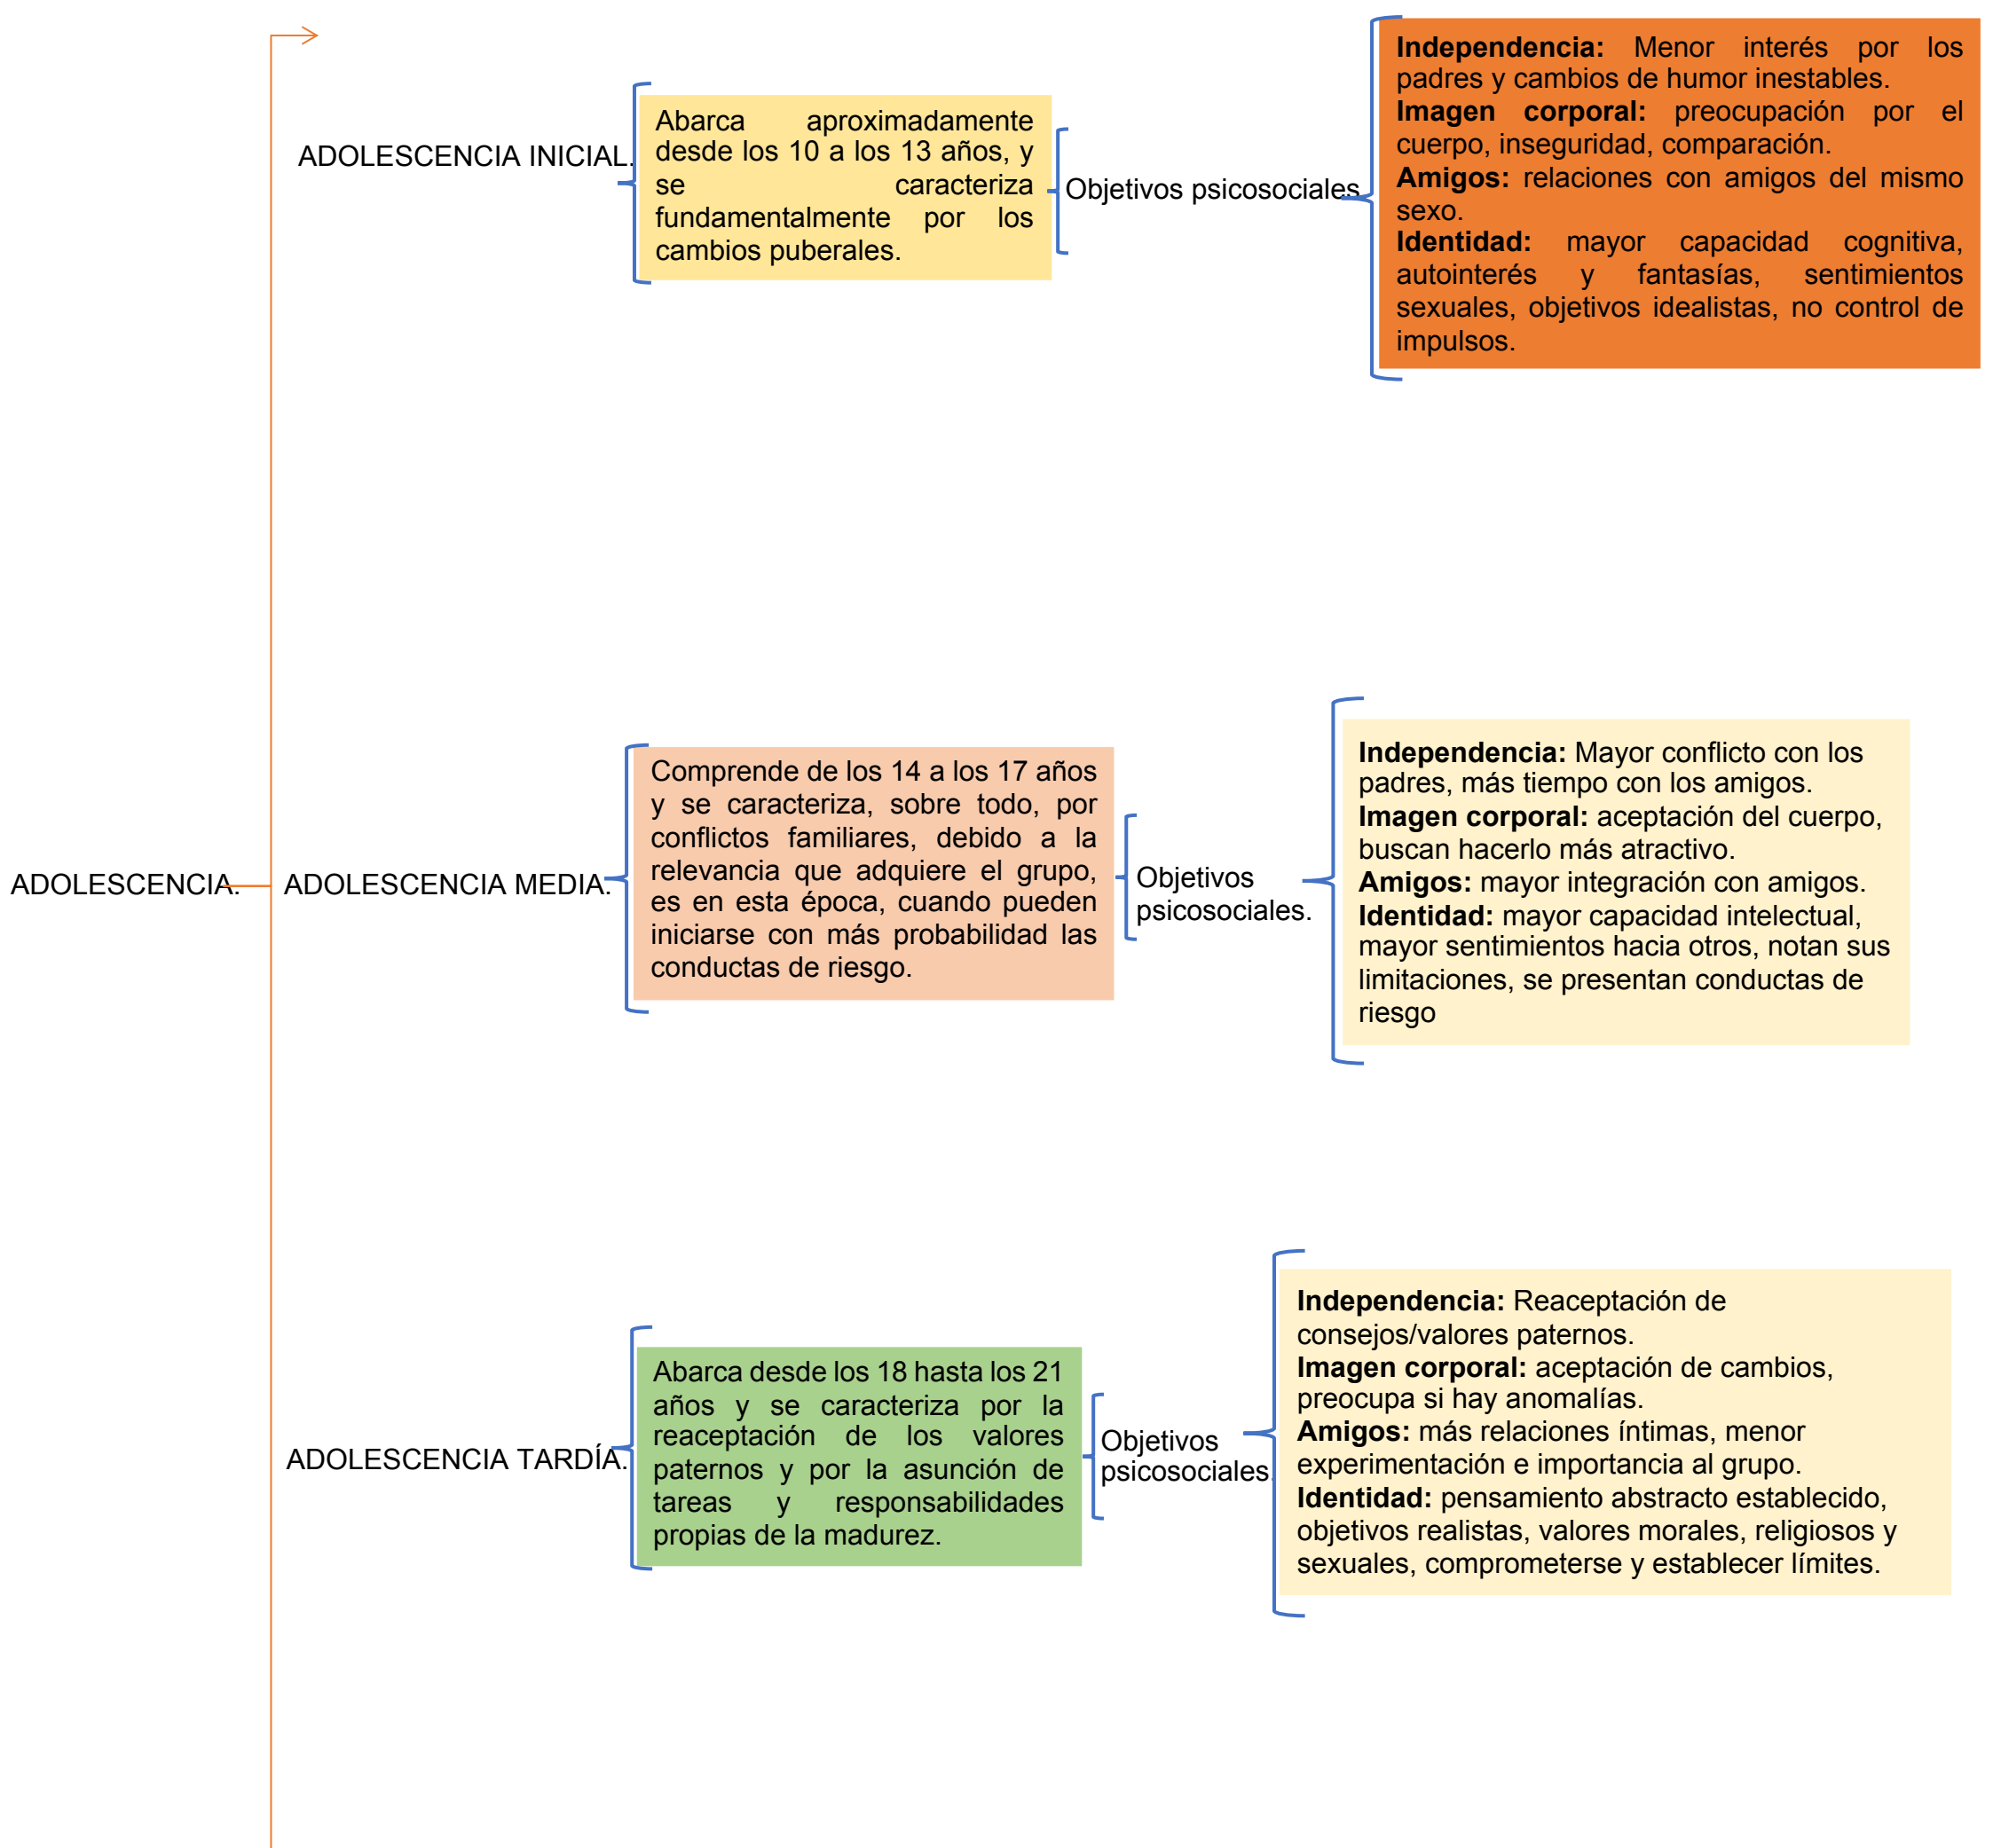 ADOLESCENCIA.
ADOLESCENCIA INICIAL.
Abarca aproximadamente
desde los 10 a los 13 años, y
se caracteriza
fundamentalmente por los
cambios puberales.
Objetivos psicosociales
Independencia: Menor interés por los
padres y cambios de humor inestables.
Imagen corporal: preocupación por el
cuerpo, inseguridad, comparación.
Amigos: relaciones con amigos del mismo
sexo.
Identidad: mayor capacidad cognitiva,
autointerés y fantasías, sentimientos
sexuales, objetivos idealistas, no control de
impulsos.
ADOLESCENCIA MEDIA.
Comprende de los 14 a los 17 años
y se caracteriza, sobre todo, por
conflictos familiares, debido a la
relevancia que adquiere el grupo,
es en esta época, cuando pueden
iniciarse con más probabilidad las
conductas de riesgo.
Objetivos
psicosociales.
Independencia: Mayor conflicto con los
padres, más tiempo con los amigos.
Imagen corporal: aceptación del cuerpo,
buscan hacerlo más atractivo.
Amigos: mayor integración con amigos.
Identidad: mayor capacidad intelectual,
mayor sentimientos hacia otros, notan sus
limitaciones, se presentan conductas de
riesgo
ADOLESCENCIA TARDÍA.
Abarca desde los 18 hasta los 21
años y se caracteriza por la
reaceptación de los valores
paternos y por la asunción de
tareas y responsabilidades
propias de la madurez.
Objetivos
psicosociales.
Independencia: Reaceptación de
consejos/valores paternos.
Imagen corporal: aceptación de cambios,
preocupa si hay anomalías.
Amigos: más relaciones íntimas, menor
experimentación e importancia al grupo.
Identidad: pensamiento abstracto establecido,
objetivos realistas, valores morales, religiosos y
sexuales, comprometerse y establecer límites.